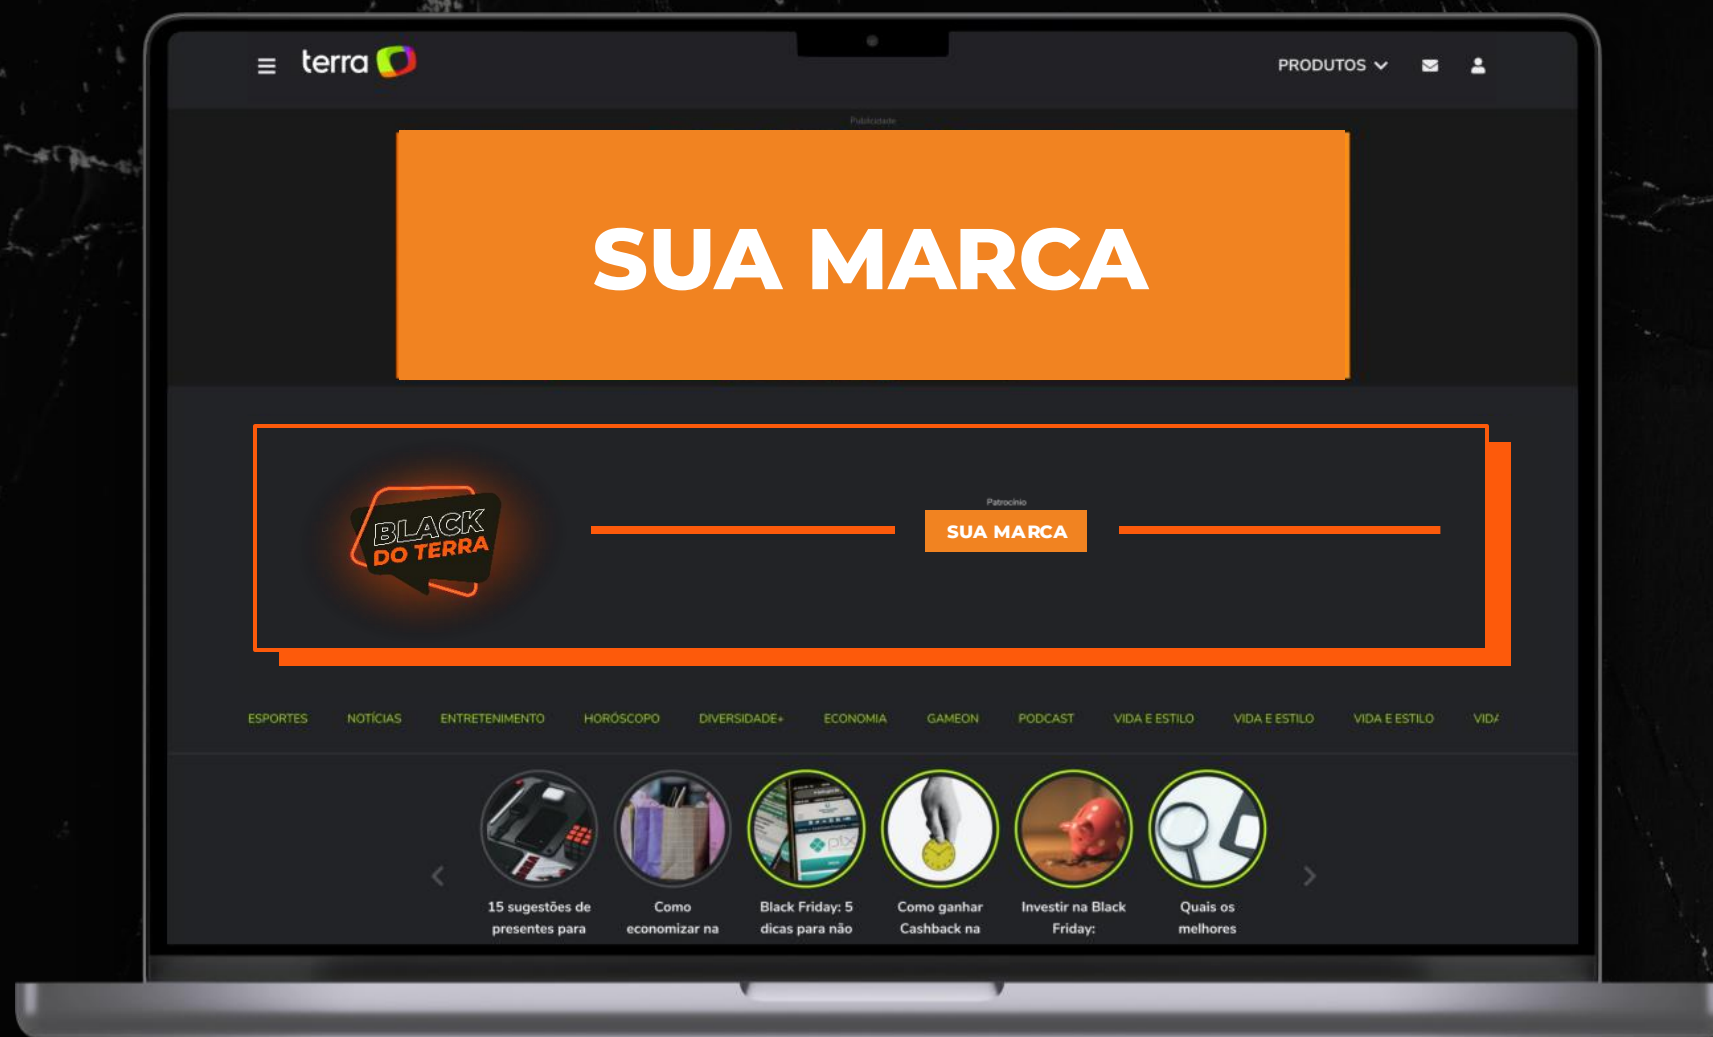 terra
PRODUTOS
Publicidade
SUA MARCA
BLACK
DO TERRA
Patrocínio
SUA MARCA
ESPORTES NOTÍCIAS ENTRETENIMENTO HORÓSCOPO DIVERSIDADE+ ECONOMIA GAMEON PODCAST VIDA E ESTILO VIDA E ESTILO VIDA E ESTILO VIDA
pix
15 sugestões de
presentes para
Como
economizar na
Black Friday: 5
dicas para não
Como ganhar
Cashback na
Investir na Black
Friday:
Quais os
melhores